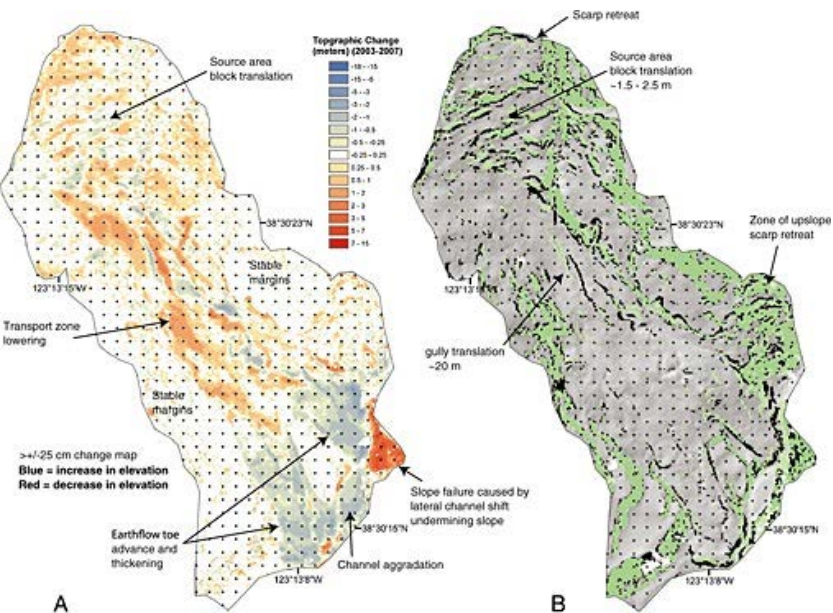 Topgraphic Change
(meters) (2003-2007)
-15 - -5
-5 - -3
-3 - -2
-2 - -1
-1 - -0.5
-0.5 - -0.25
-0.25 - 0.25
0.25 - 0.5
0.5 - 1
1 - 2
2 - 3
3 - 5
5 - 7
7 - 15
Source area
block translation
38°30'23"N
Stable
margins
123°13'15"W
Transport zone
lowering
Stable
margins
>+/-25 cm change map
Blue = increase in elevation
Red = decrease in elevation
Slope failure caused by
lateral channel shift
undermining slope
38°30'15"N
Earthflow toe
advance and
thickening
Channel aggradation
123°13'8"W
A
Scarp retreat
Source area
block translation
~1.5 - 2.5 m
38°30'23"N
Zone of upslope
scarp retreat
gully translation
~20 m
38°30'15"N
123°13'8"W
B